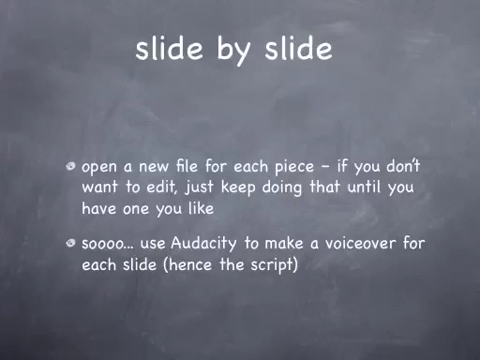 slide by slide
open a new file for each piece – if you don't
want to edit, just keep doing that until you
have one you like
soooo... use Audacity to make a voiceover for
each slide (hence the script)